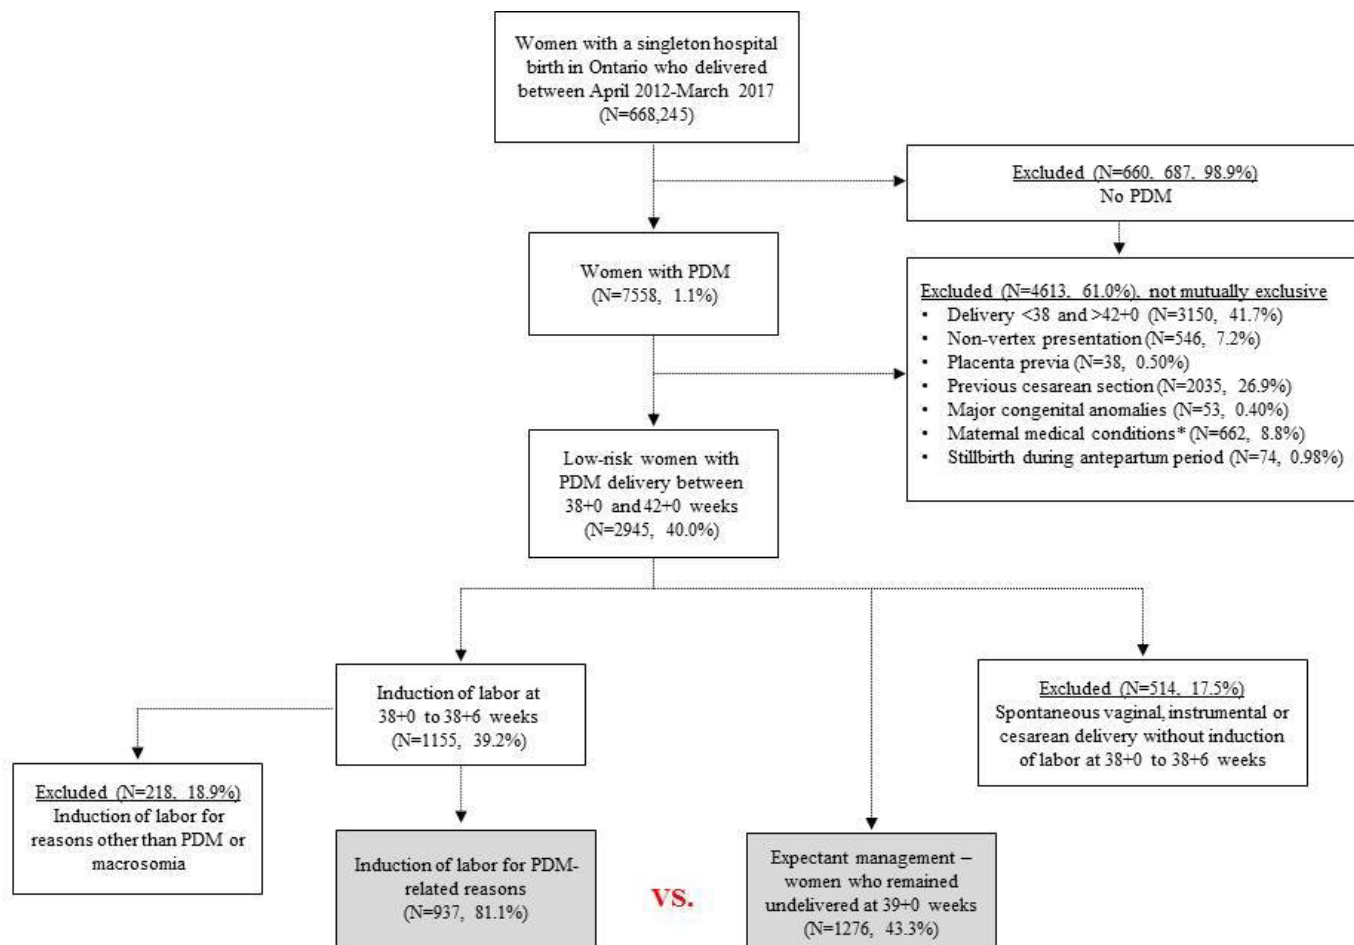 Women with a singleton hospital
birth in Ontario who delivered
between April 2012-March 2017
(N=668,245)
Excluded (N=660, 687, 98.9%)
No PDM
Women with PDM
(N=7558, 1.1%)
Excluded (N=4613, 61.0%), not mutually exclusive
• Delivery <38 and >42+0 (N=3150, 41.7%)
• Non-vertex presentation (N=546, 7.2%)
• Placenta previa (N=38, 0.50%)
• Previous cesarean section (N=2035, 26.9%)
• Major congenital anomalies (N=53, 0.40%)
• Maternal medical conditions* (N=662, 8.8%)
• Stillbirth during antepartum period (N=74, 0.98%)
Low-risk women with
PDM delivery between
38+0 and 42+0 weeks
(N=2945, 40.0%)
Induction of labor at
38+0 to 38+6 weeks
(N=1155, 39.2%)
Excluded (N=514, 17.5%)
Spontaneous vaginal, instrumental or
cesarean delivery without induction
of labor at 38+0 to 38+6 weeks
Excluded (N=218, 18.9%)
Induction of labor for
reasons other than PDM or
macrosomia
Induction of labor for PDM-
related reasons
(N=937, 81.1%)
VS.
Expectant management –
women who remained
undelivered at 39+0 weeks
(N=1276, 43.3%)